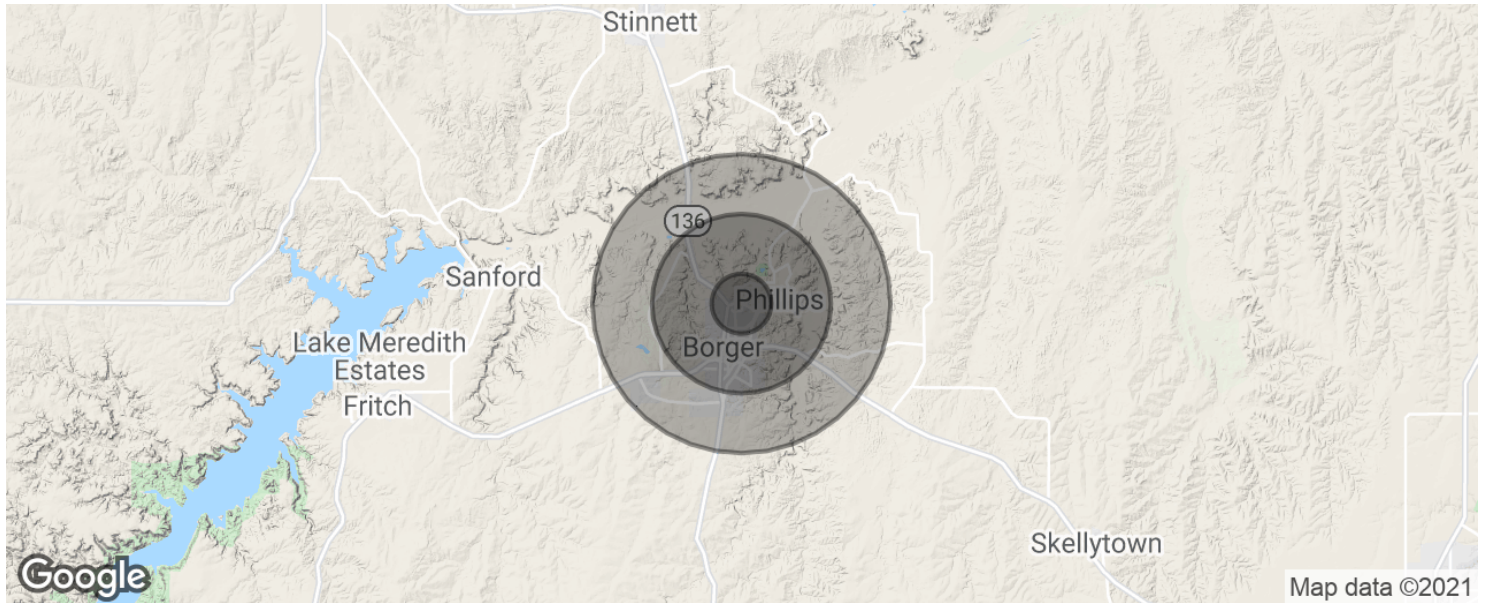 Stinnett
136
Sanford
Phillips
Lake Meredith
Estates
Borger
Fritch
Skellytown
Google
Map data ©2021